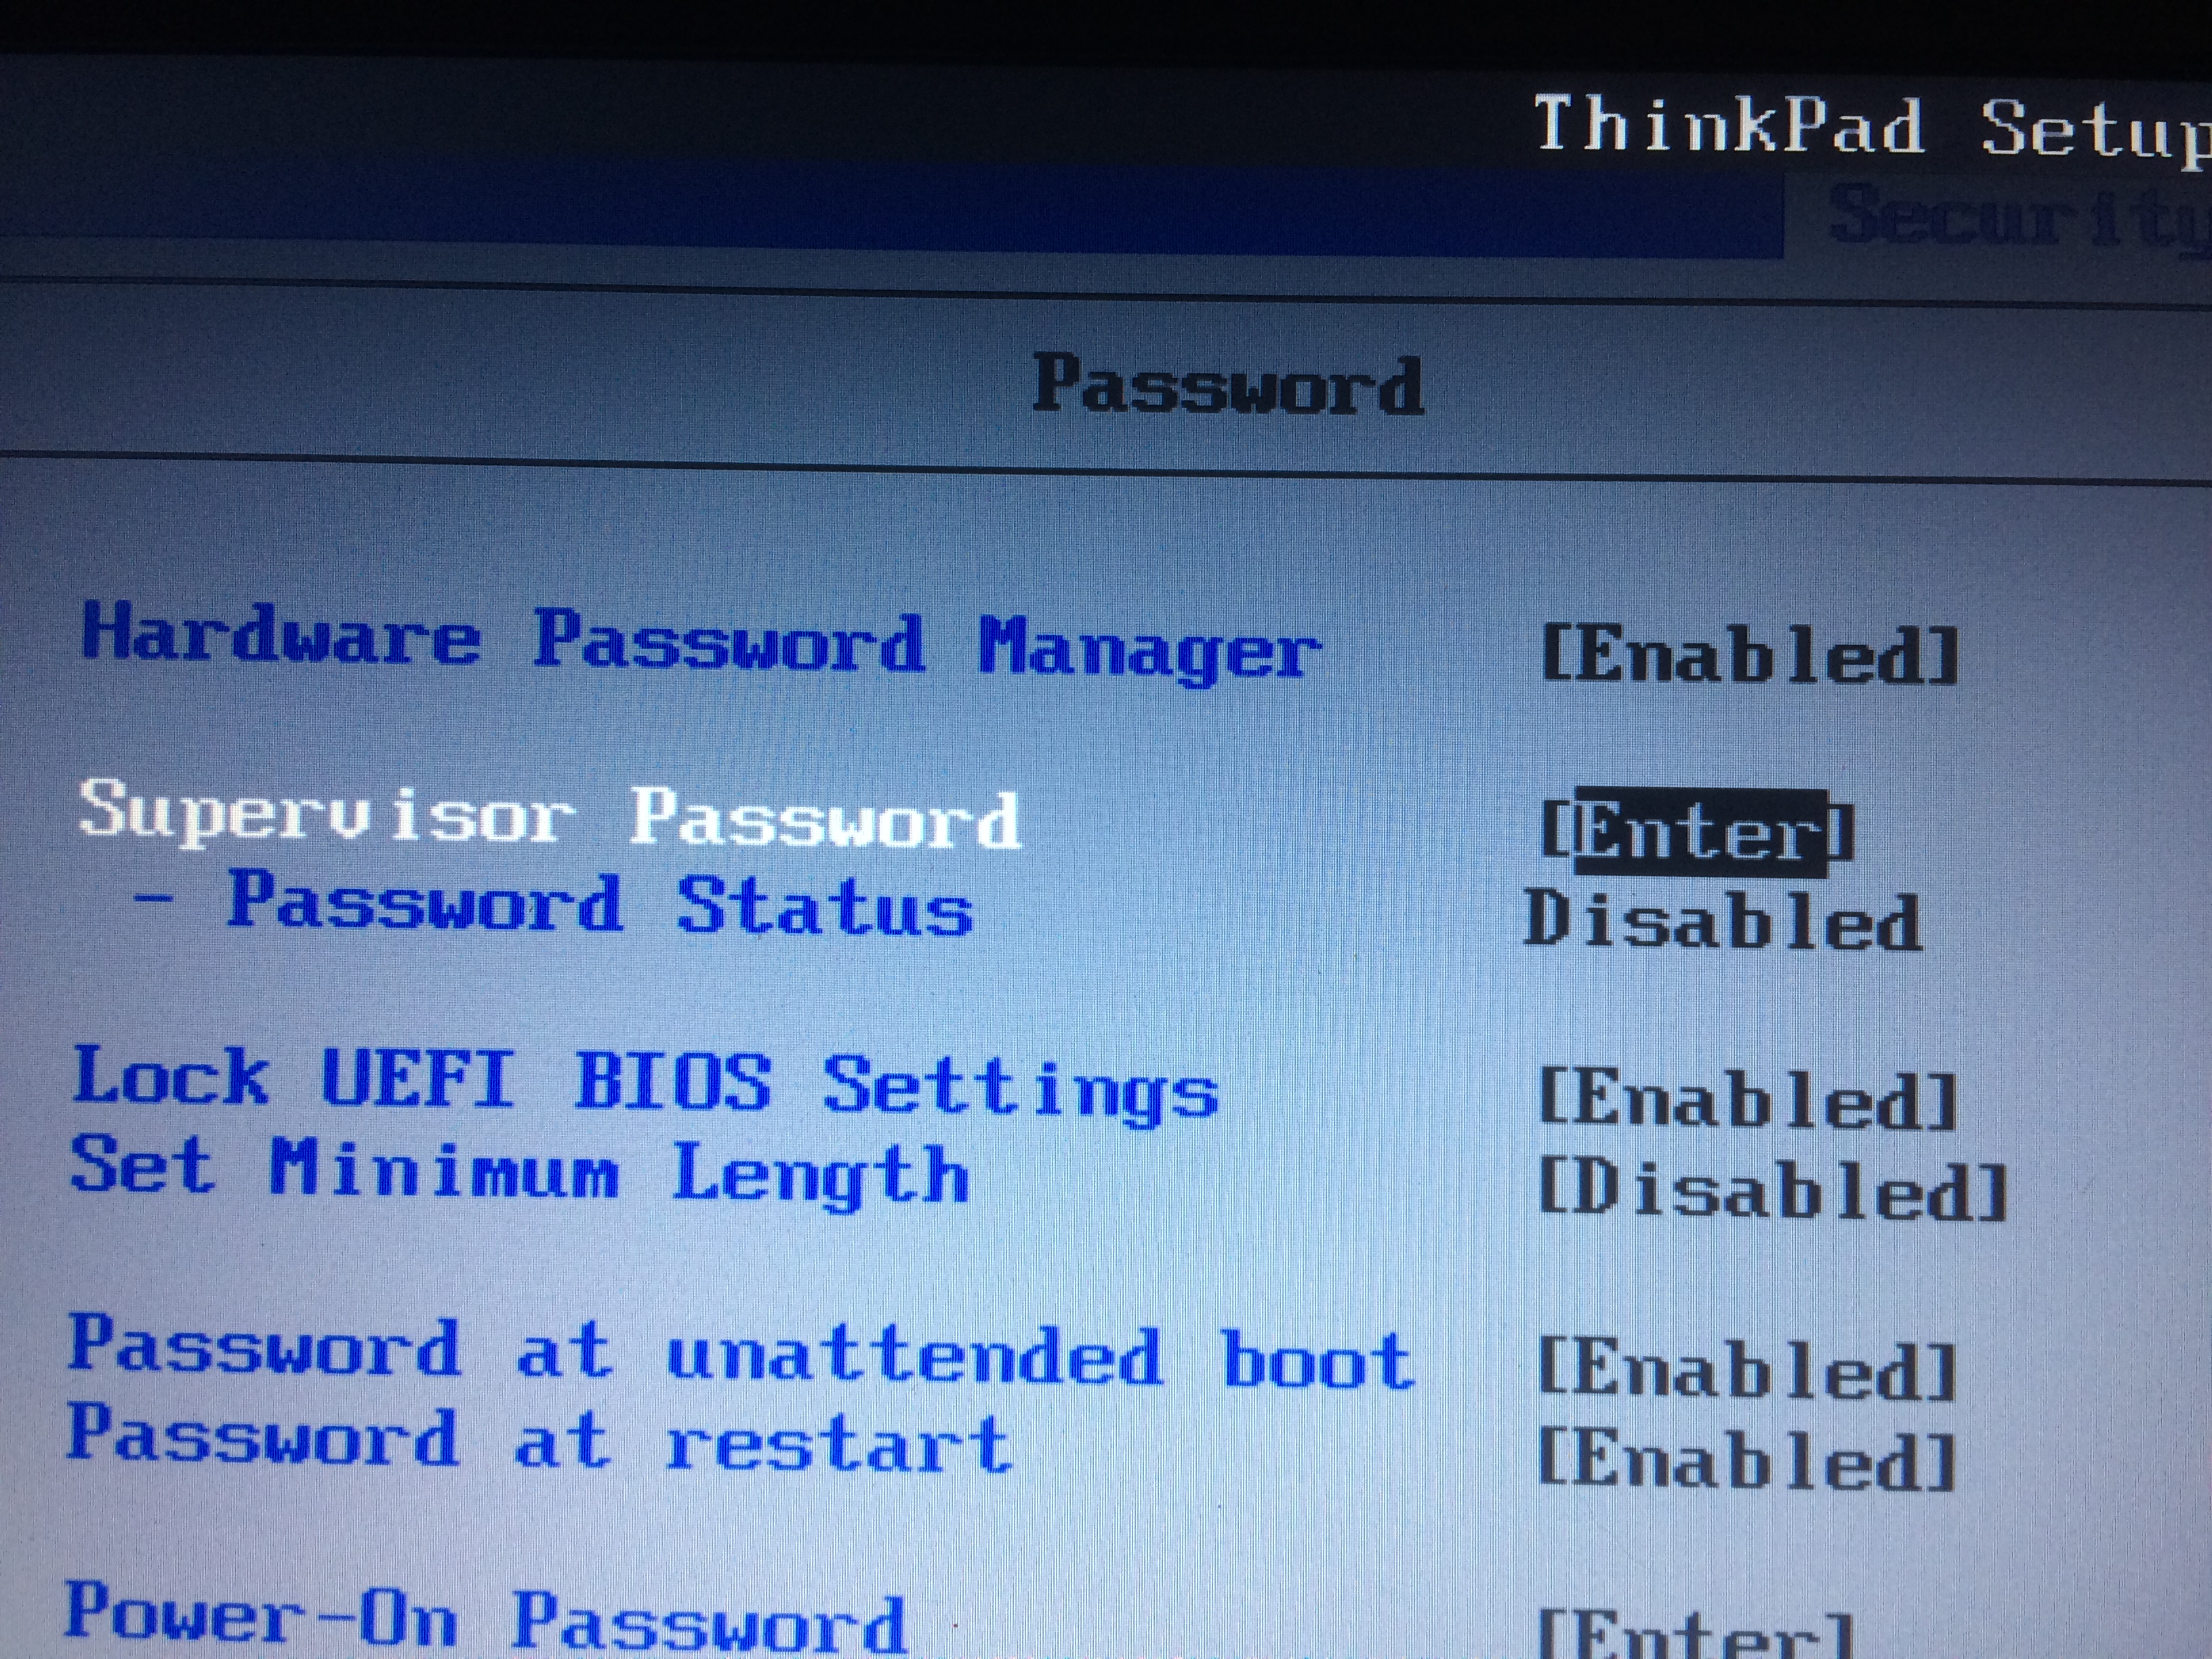 ThinkPad Setup
Security
Password
Hardware Password Manager [Enabled]
Supervisor Password [Enter]
- Password Status Disabled
Lock UEFI BIOS Settings [Enabled]
Set Minimum Length [Disabled]
Password at unattended boot [Enabled]
Password at restart [Enabled]
Power-On Password [Enter]